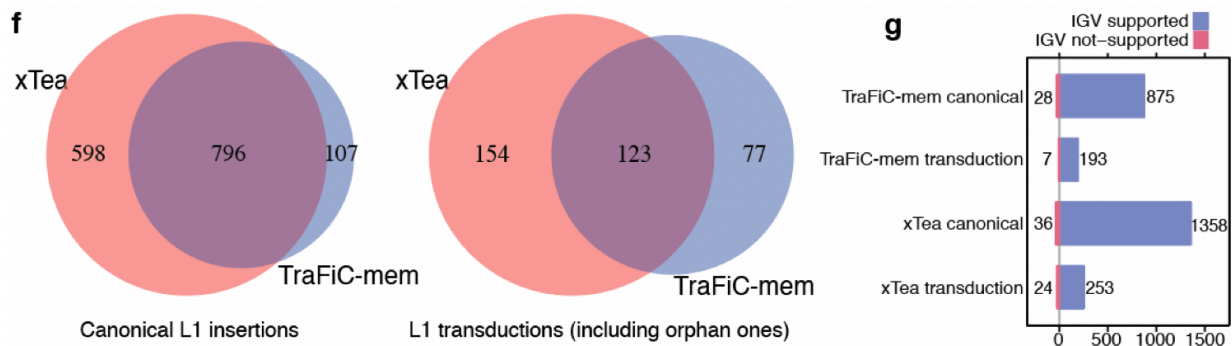 f
xTea
598
796
107
TraFiC-mem
Canonical L1 insertions
xTea
154
123
77
TraFiC-mem
L1 transductions (including orphan ones)
g
IGV supported
IGV not-supported
TraFiC-mem canonical 28 875
TraFiC-mem transduction 7 193
xTea canonical 36 1358
xTea transduction 24 253
0 500 1000 1500